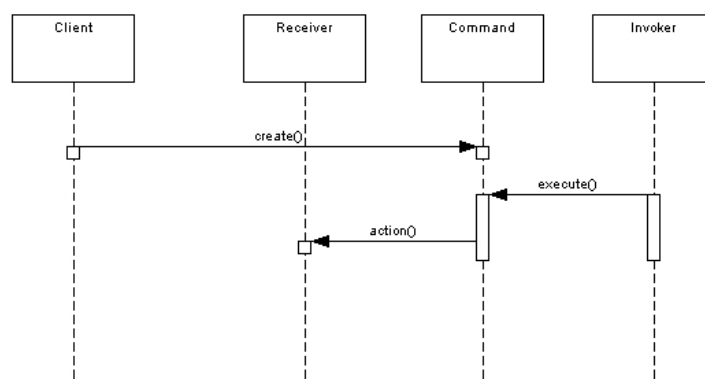 Client
Receiver
Command
Invoker
create()
execute()
action()